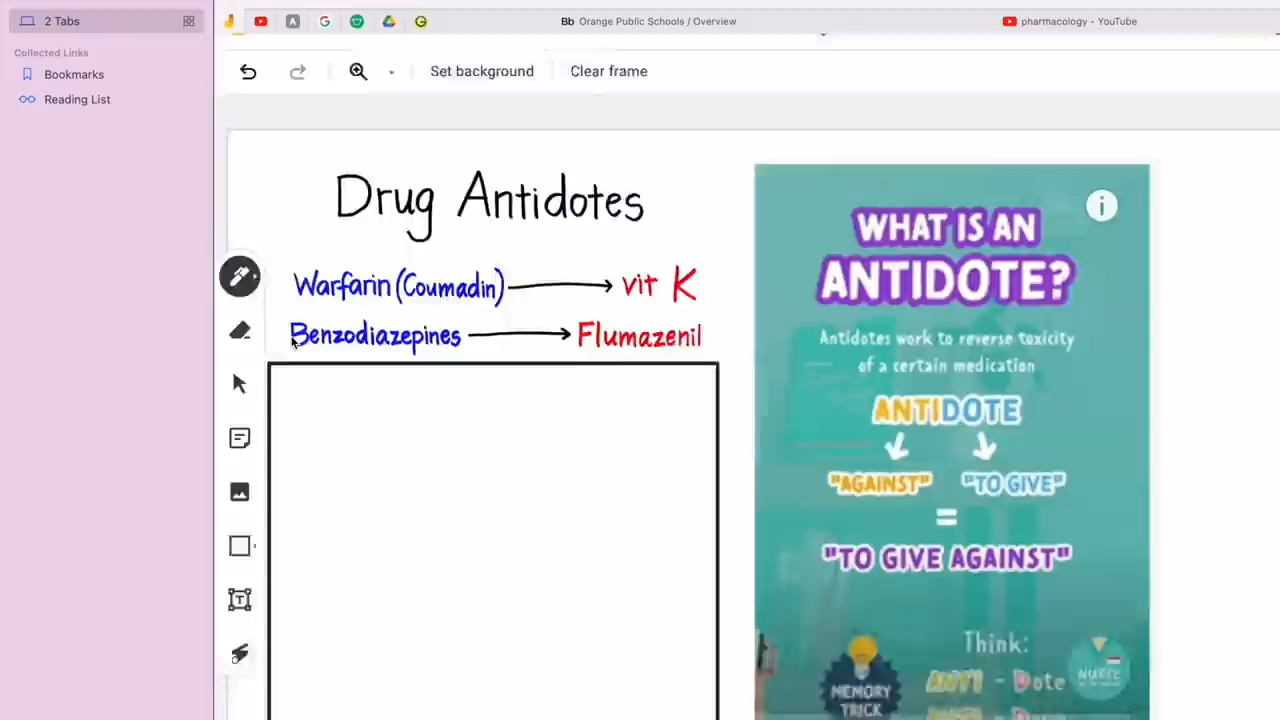 2 Tabs
Collected Links
Bookmarks
Reading List
Bb Orange Public Schools / Overview
pharmacology - YouTube
Set background
Clear frame
Drug Antidotes
Warfarin (Coumadin) → vit K
Benzodiazepines → Flumazenil
WHAT IS AN
ANTIDOTE?
Antidotes work to reverse toxicity
of a certain medication
ANTIDOTE
"AGAINST" "TO GIVE"
=
"TO GIVE AGAINST"
Think:
ANTI - Dote
MEMORY
TRICK